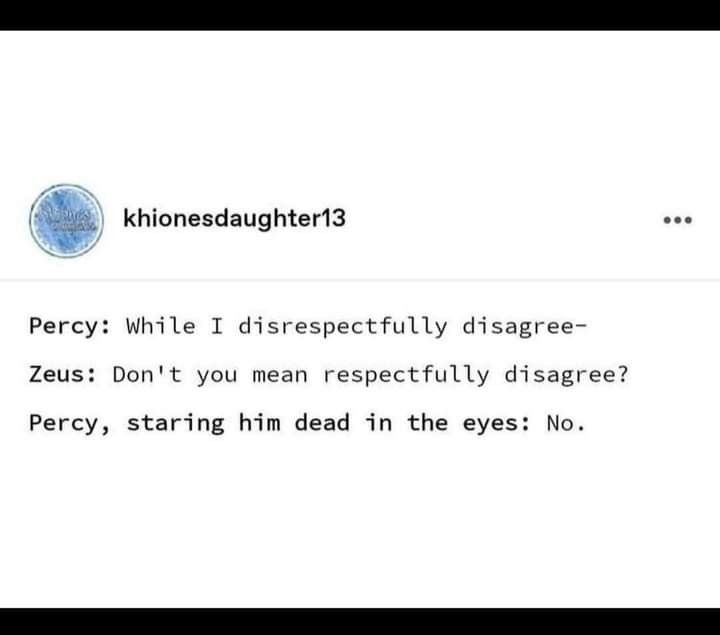 khionesdaughter13
Percy: While I disrespectfully disagree-
Zeus: Don't you mean respectfully disagree?
Percy, staring him dead in the eyes: No.